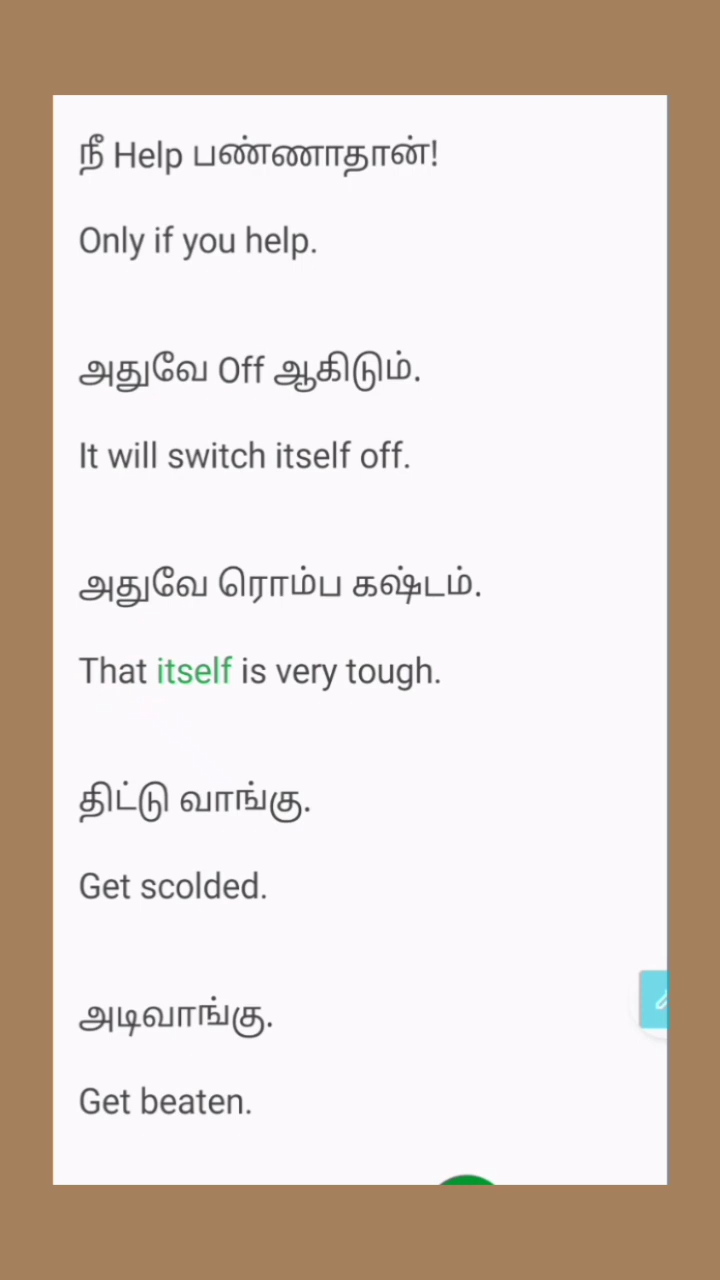 நீ Help பண்ணாதான்!
Only if you help.
அதுவே Off ஆகிடும்.
It will switch itself off.
அதுவே ரொம்ப கஷ்டம்.
That itself is very tough.
திட்டு வாங்கு.
Get scolded.
அடிவாங்கு.
Get beaten.